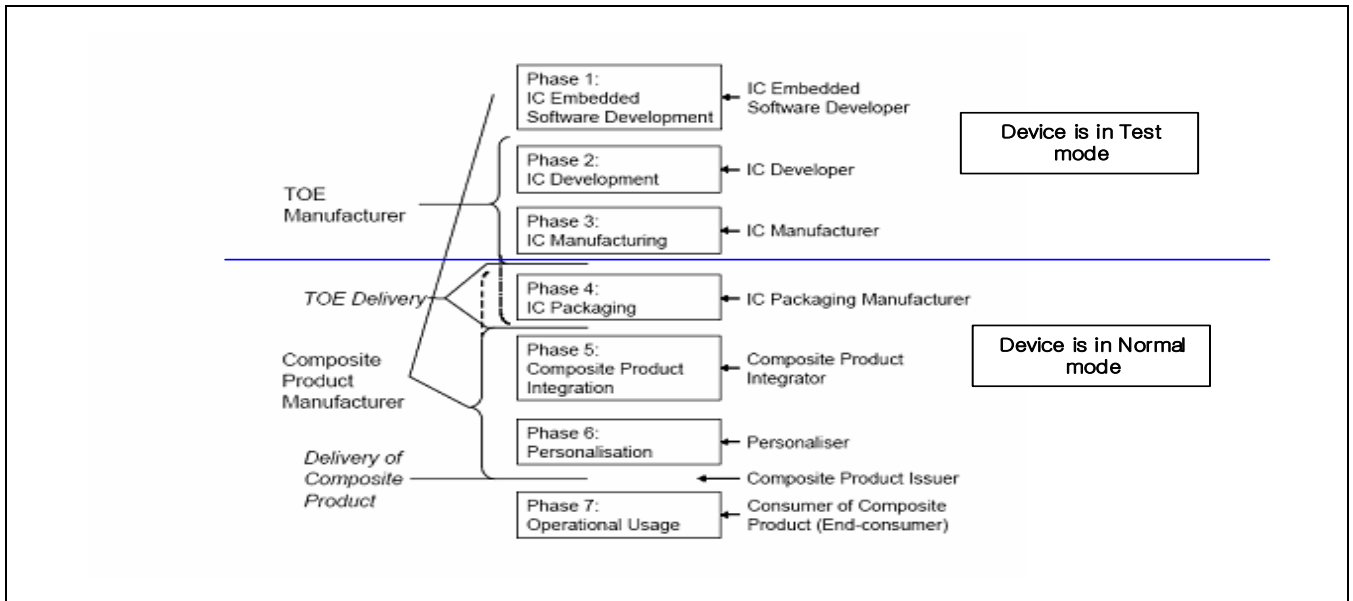 Phase 1:
IC Embedded
Software Development
IC Embedded
Software Developer
Device is in Test
mode
Phase 2:
IC Development
IC Developer
TOE
Manufacturer
Phase 3:
IC Manufacturing
IC Manufacturer
TOE Delivery
Phase 4:
IC Packaging
IC Packaging Manufacturer
Device is in Normal
mode
Composite
Product
Manufacturer
Phase 5:
Composite Product
Integration
Composite Product
Integrator
Phase 6:
Personalisation
Personaliser
Delivery of
Composite
Product
Composite Product Issuer
Phase 7:
Operational Usage
Consumer of Composite
Product (End-consumer)